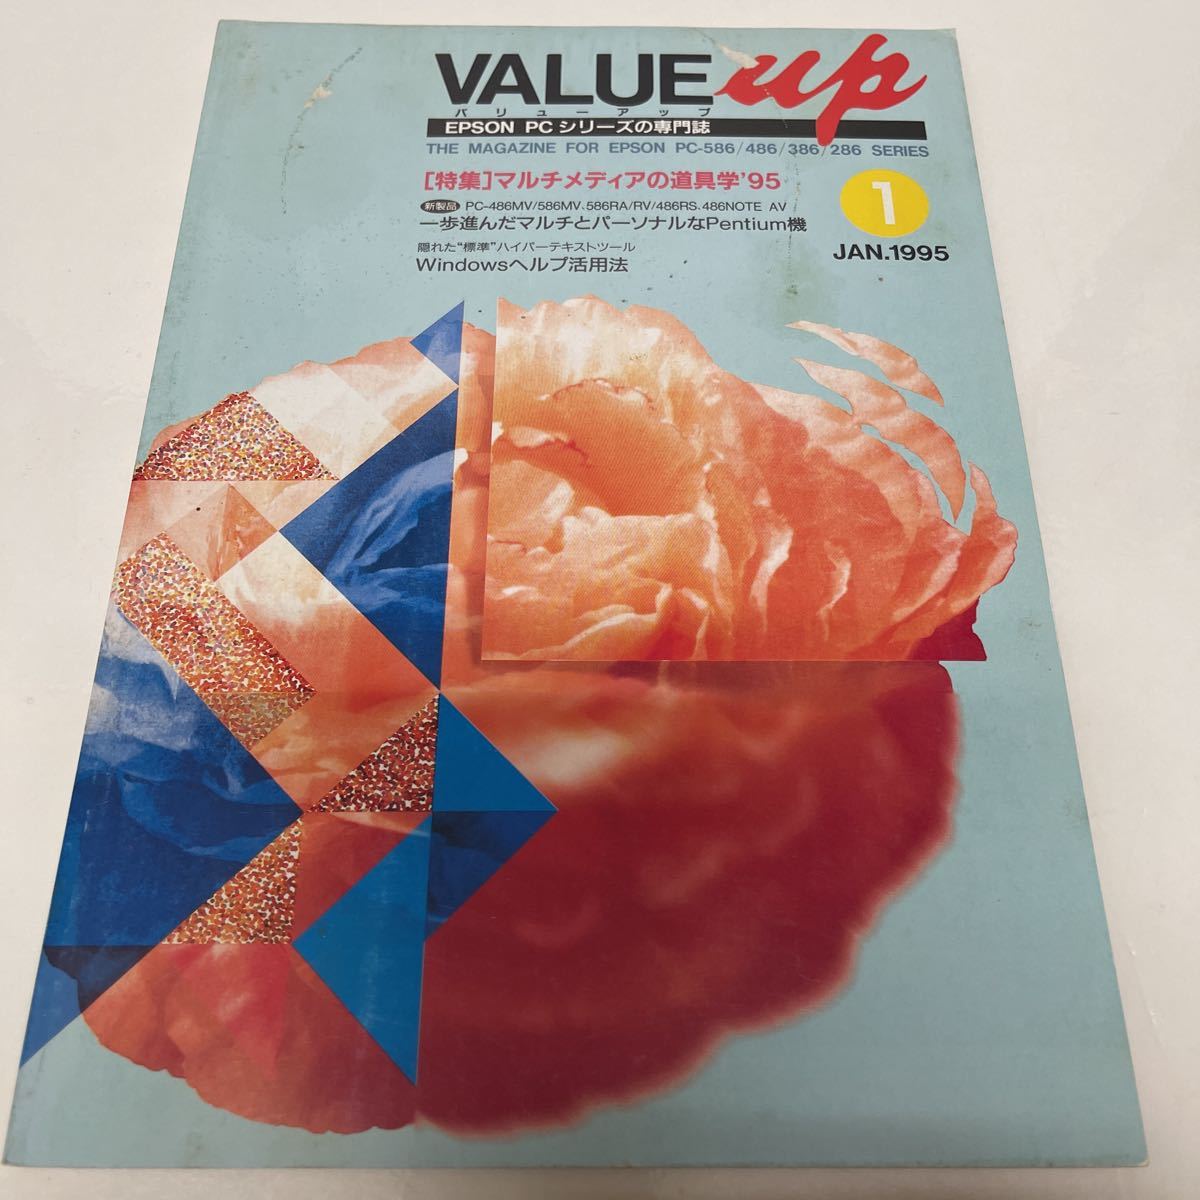 VALUE up
バリューアップ
EPSON PCシリーズの専門誌
THE MAGAZINE FOR EPSON PC-586/486/386/286 SERIES
[特集]マルチメディアの道具学'95
新製品 PC-486MV/586MV、586RA/RV/486RS、486NOTE AV
一歩進んだマルチとパーソナルなPentium機
隠れた“標準”ハイパーテキストツール
Windowsヘルプ活用法
1
JAN.1995